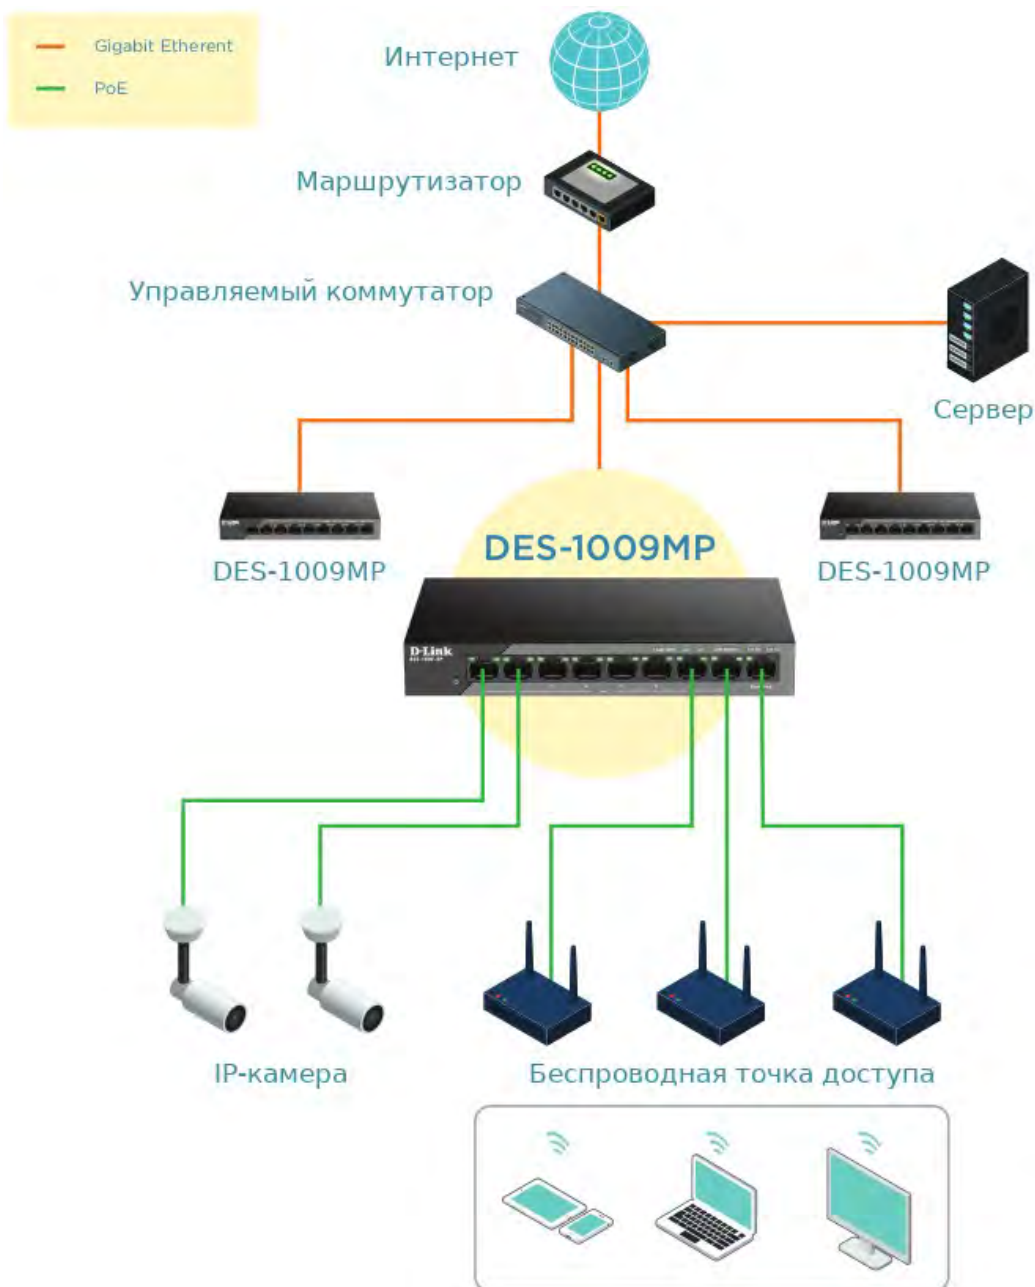 Gigabit Etherent
PoE
Интернет
Маршрутизатор
Управляемый коммутатор
Сервер
DES-1009MP
DES-1009MP
DES-1009MP
D-Link
IP-камера
Беспроводная точка доступа